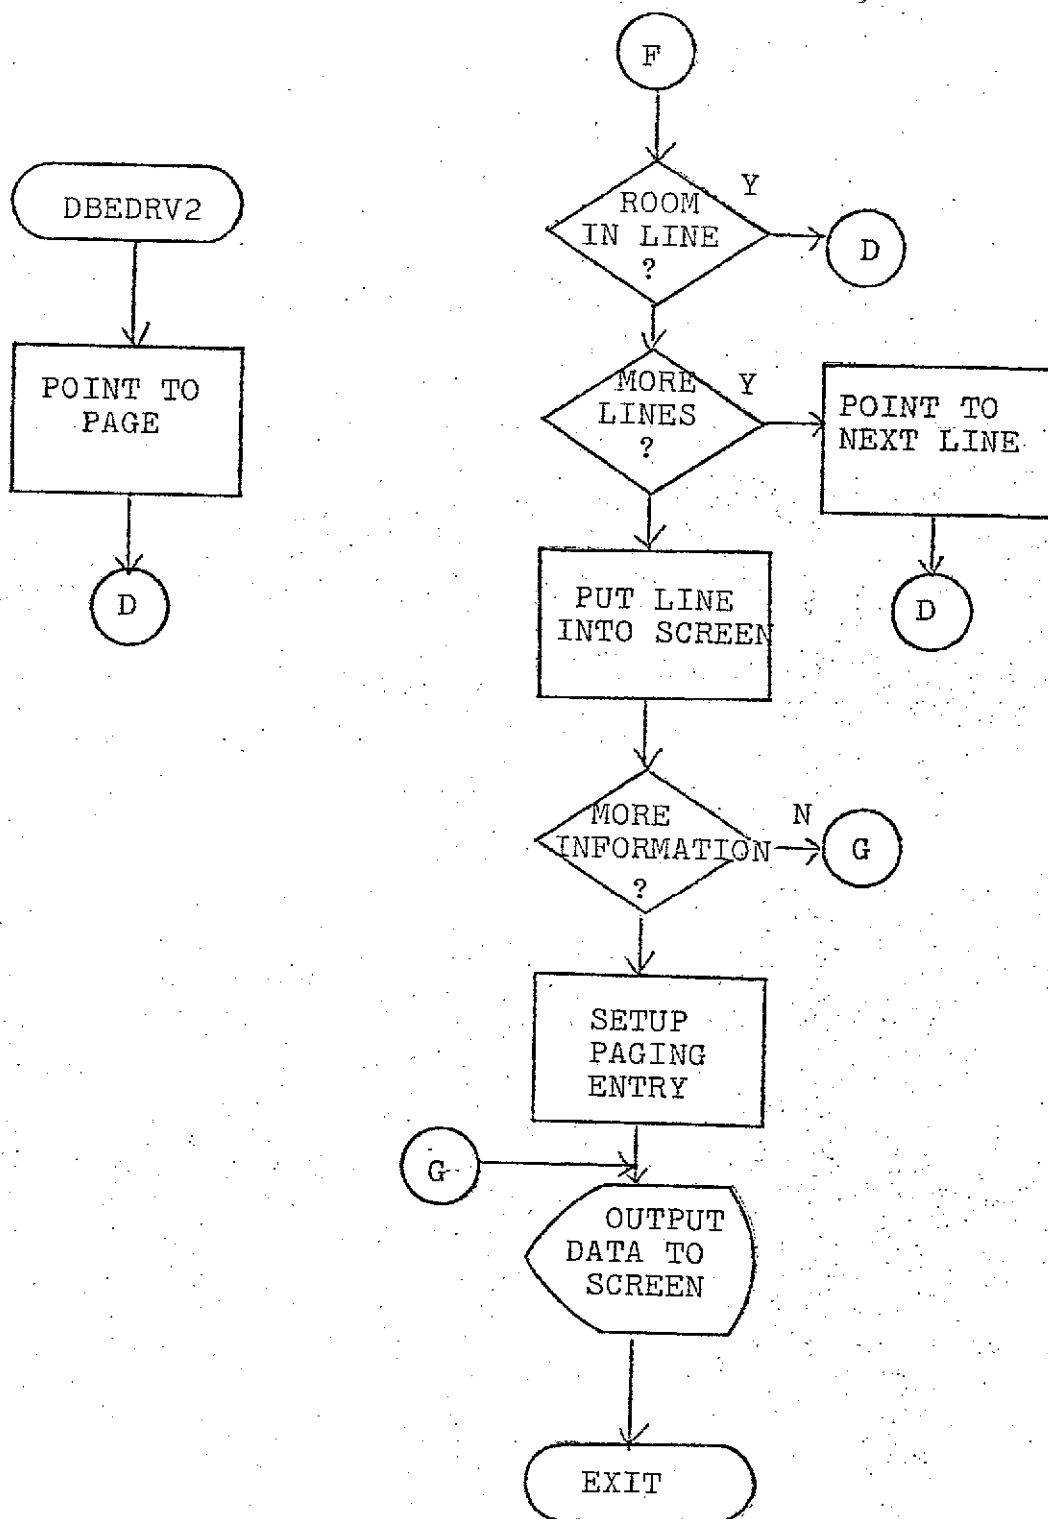 F
DBEDRV2
POINT TO
PAGE
D
ROOM
IN LINE
?
Y
D
MORE
LINES
?
Y
POINT TO
NEXT LINE
D
PUT LINE
INTO SCREEN
MORE
INFORMATION
?
N
G
SETUP
PAGING
ENTRY
G
OUTPUT
DATA TO
SCREEN
EXIT